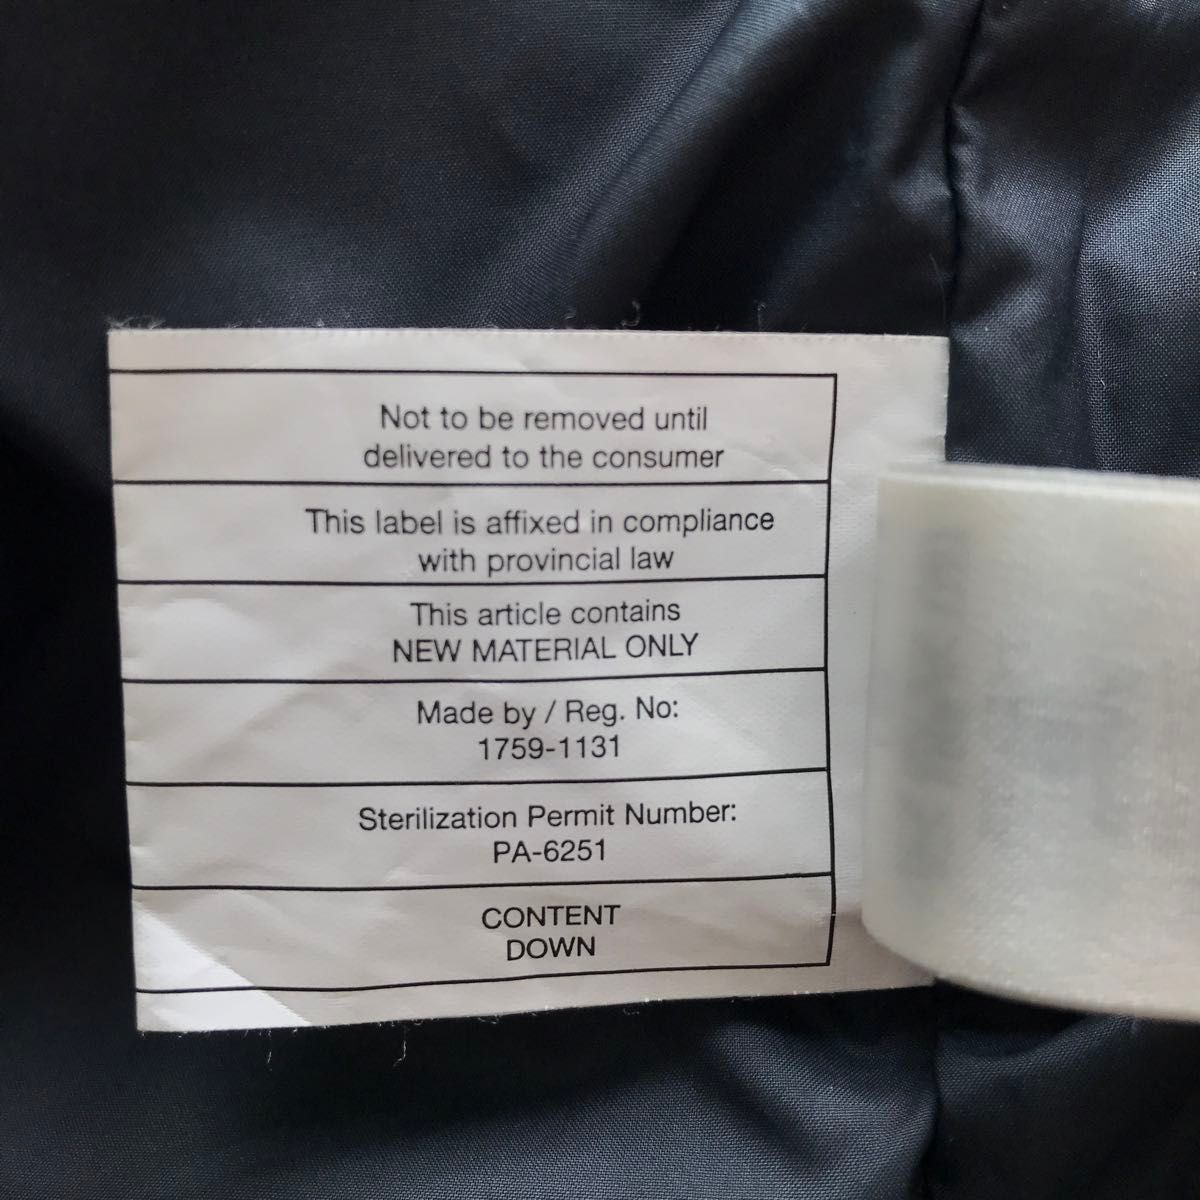 Not to be removed until
delivered to the consumer
This label is affixed in compliance
with provincial law
This article contains
NEW MATERIAL ONLY
Made by / Reg. No:
1759-1131
Sterilization Permit Number:
PA-6251
CONTENT
DOWN